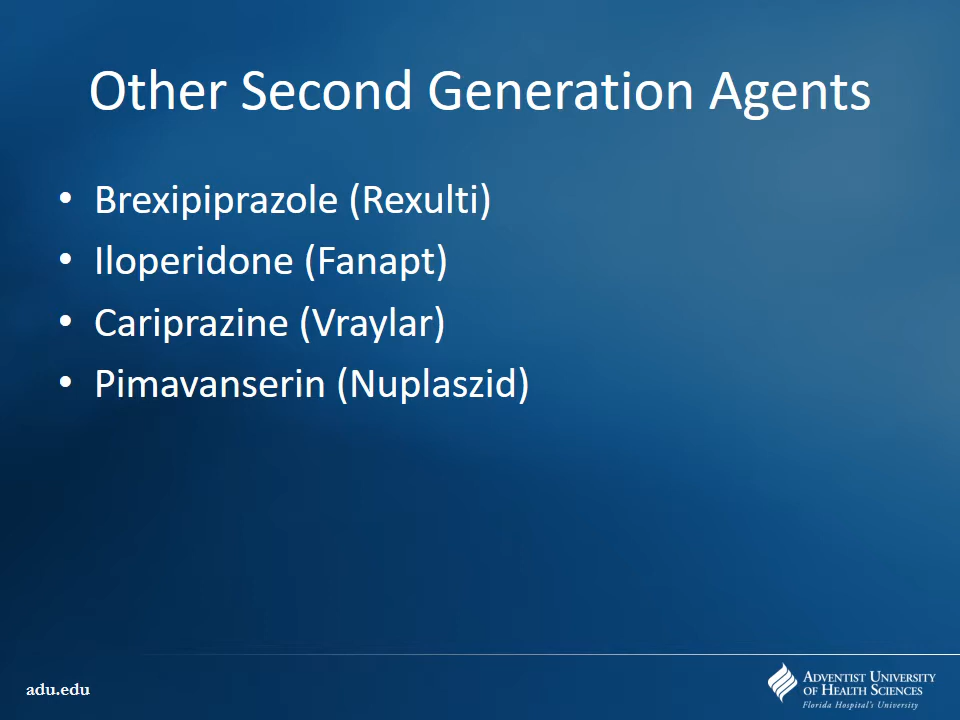 Other Second Generation Agents
• Brexipiprazole (Rexulti)
• Iloperidone (Fanapt)
• Cariprazine (Vraylar)
• Pimavanserin (Nuplaszid)
adu.edu
ADVENTIST UNIVERSITY
OF HEALTH SCIENCES
Florida Hospital's University